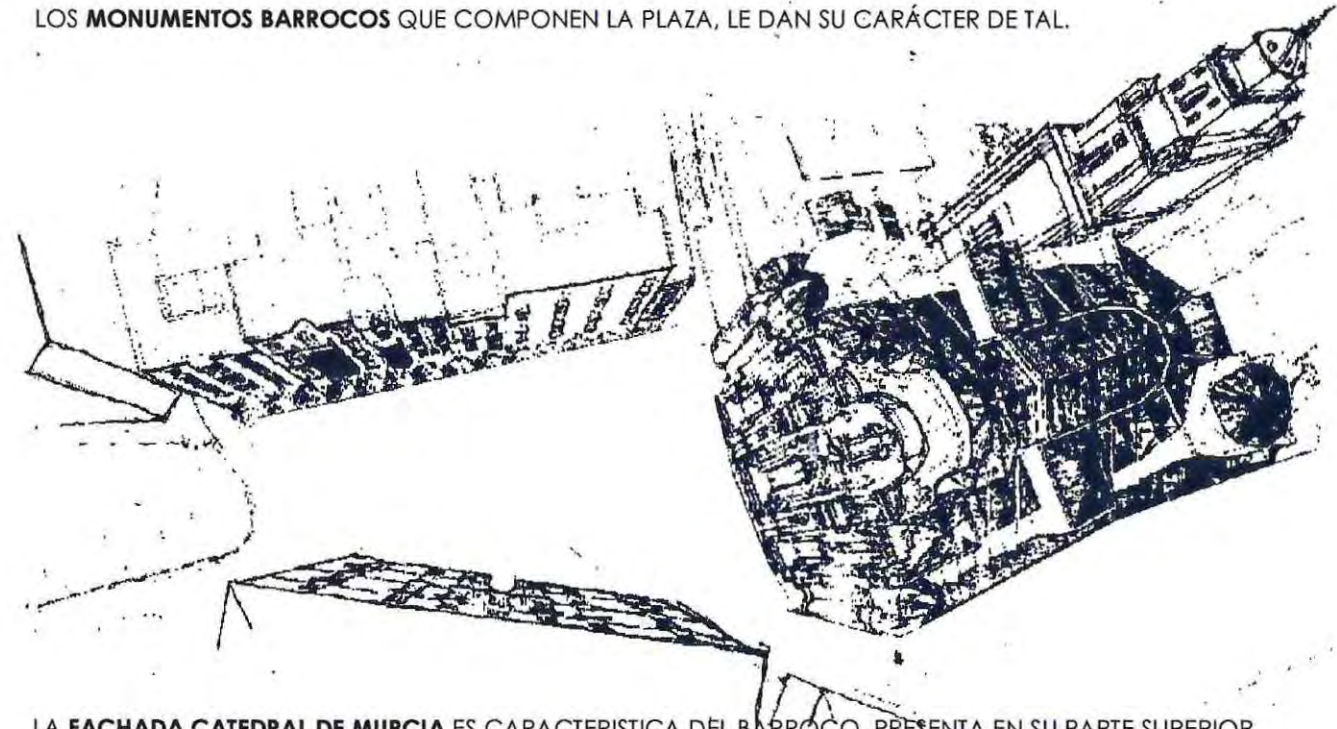 LOS MONUMENTOS BARROCOS QUE COMPONEN LA PLAZA, LE DAN SU CARÁCTER DE TAL.
LA FACHADA CATEDRAL DE MURCIA ES CARACTERISTICA DEL BARROCO, PRESENTA EN SU PARTE SUPERIOR